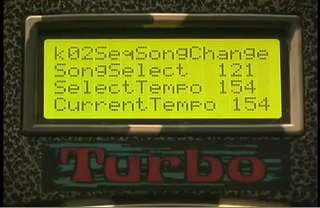 k02SeqSongChange
SongSelect 121
SelectTempo 154
CurrentTempo 154
Turbo